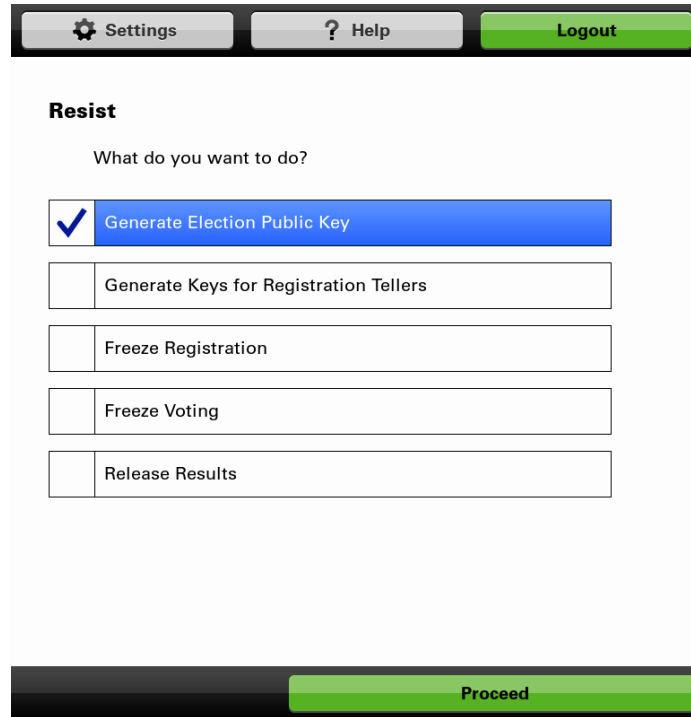 Settings
? Help
Logout
Resist
What do you want to do?
Generate Election Public Key
Generate Keys for Registration Tellers
Freeze Registration
Freeze Voting
Release Results
Proceed